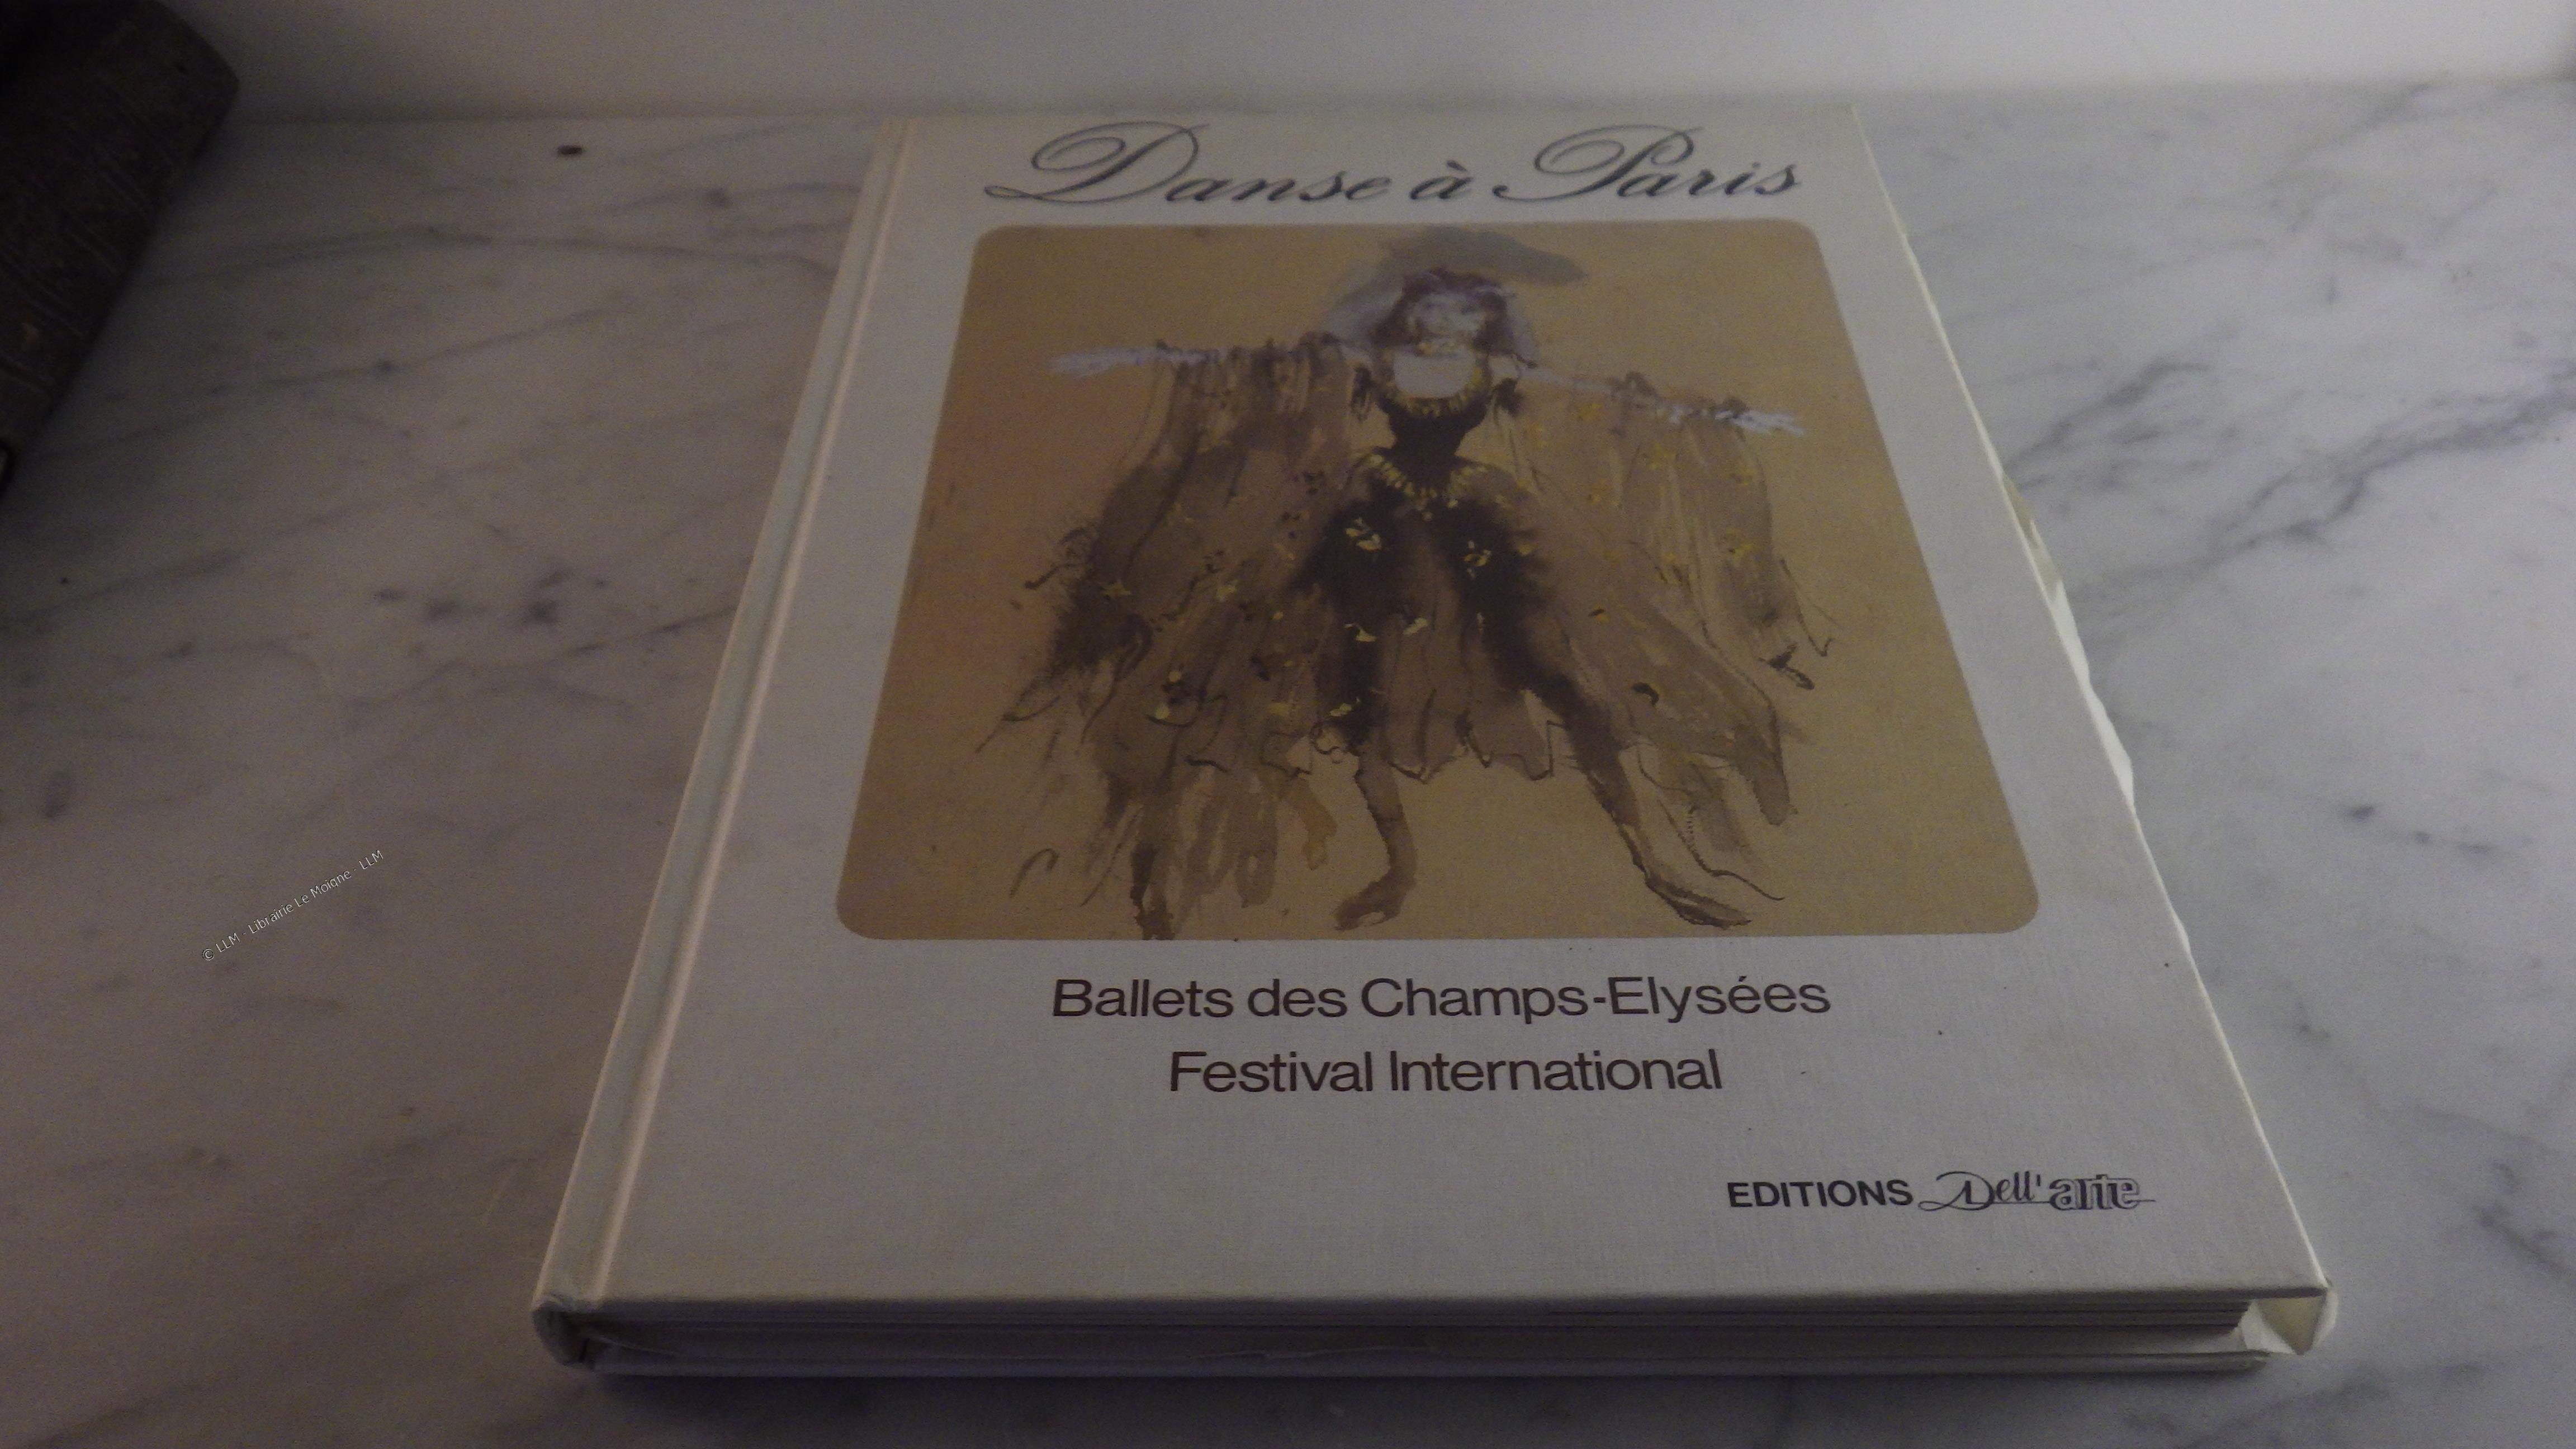 Danse à Paris
Ballets des Champs-Elysées
Festival International
EDITIONS Dell'arte
© LLM - Librairie Le Moigne - LLM